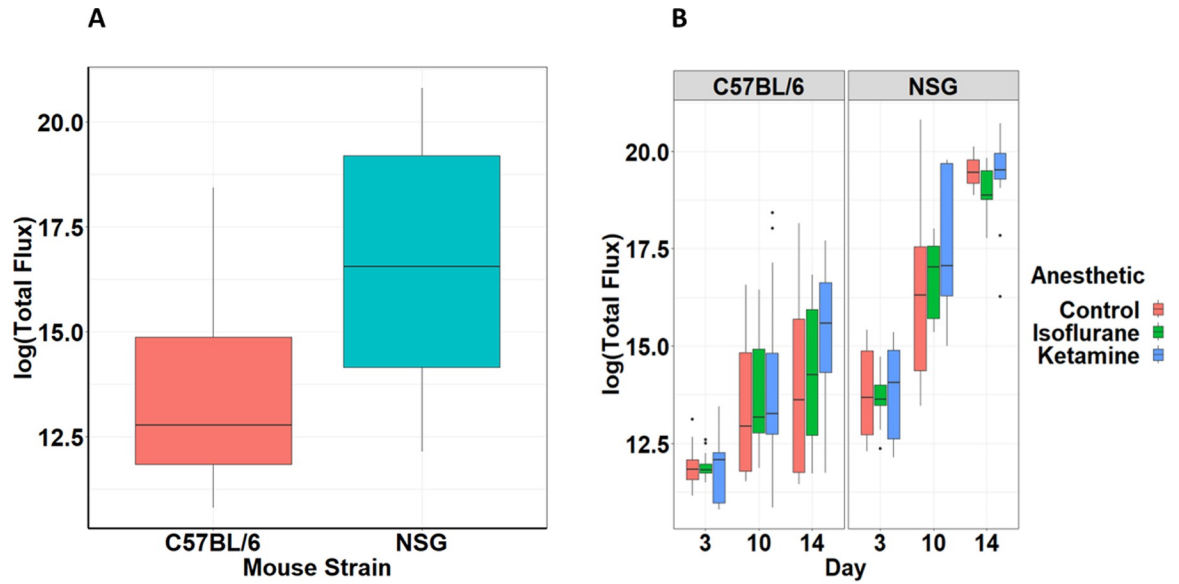 A
log(Total Flux)
20.0
17.5
15.0
12.5
C57BL/6 NSG
Mouse Strain
B
C57BL/6 NSG
log(Total Flux)
20.0
17.5
15.0
12.5
3 10 14 3 10 14
Day
Anesthetic
Control
Isoflurane
Ketamine